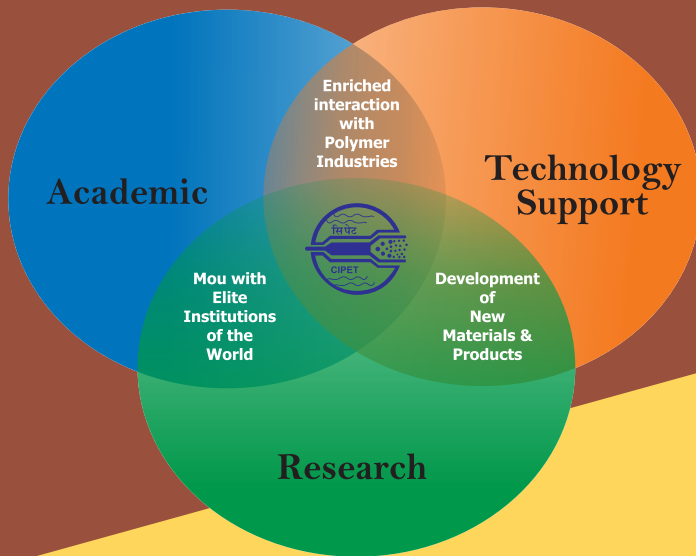 Enriched
interaction
with
Polymer
Industries
Academic
Technology
Support
सिपेट
CIPET
Mou with
Elite
Institutions
of the
World
Development
of
New
Materials &
Products
Research